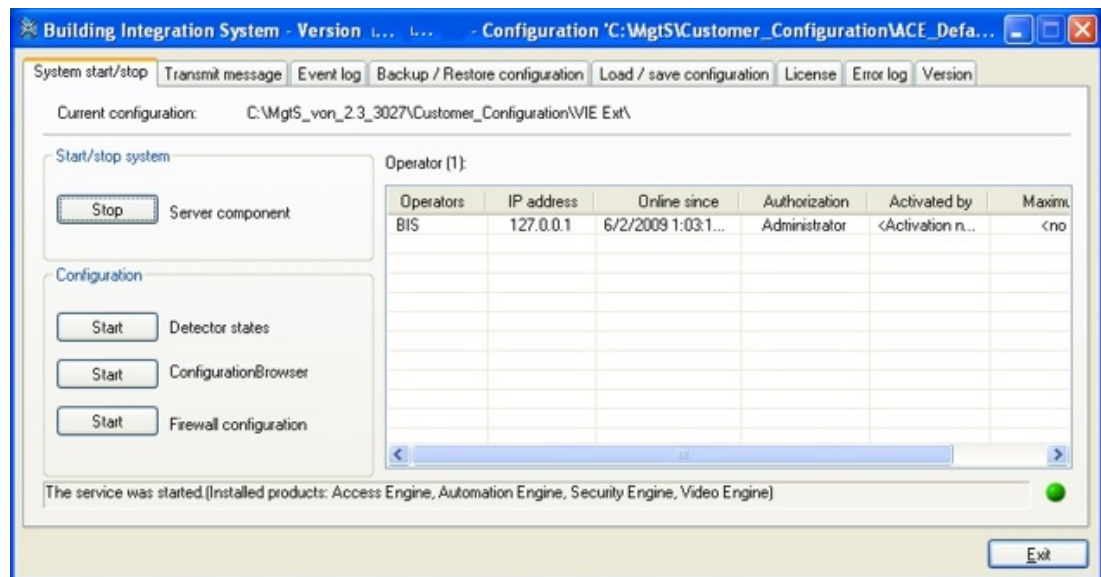 Building Integration System - Version ... ... - Configuration 'C:\MgtS\Customer_Configuration\ACE_Defa...
System start/stop Transmit message Event log Backup / Restore configuration Load / save configuration License Error log Version
Current configuration: C:\MgtS_von_2.3_3027\Customer_Configuration\VIE Ext\
Start/stop system
Stop Server component
Configuration
Start Detector states
Start ConfigurationBrowser
Start Firewall configuration
Operator (1):
Operators IP address Online since Authorization Activated by Maximu
BIS 127.0.0.1 6/2/2009 1:03:1... Administrator <Activation n... <no
The service was started.(Installed products: Access Engine, Automation Engine, Security Engine, Video Engine)
Exit